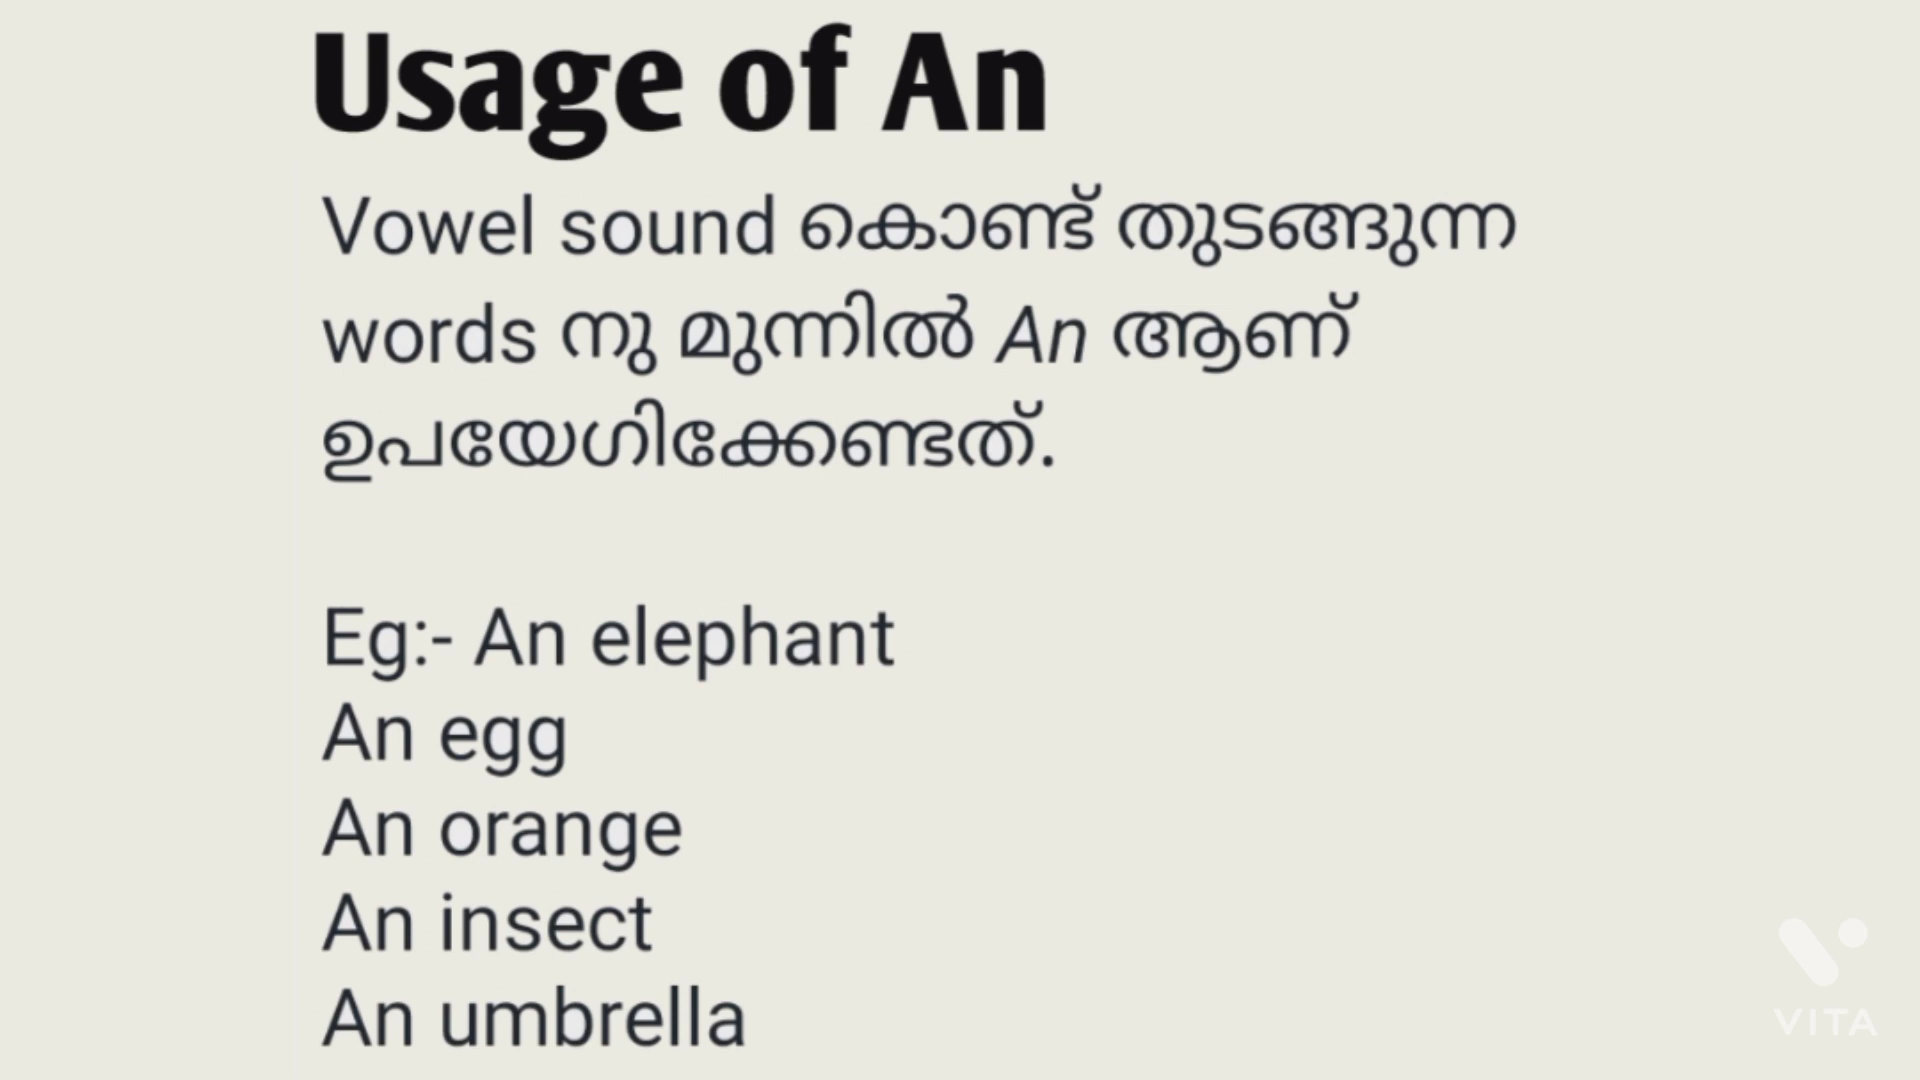 Usage of An
Vowel sound കൊണ്ട് തുടങ്ങുന്ന
words നു മുന്നിൽ An ആണ്
ഉപയേഗിക്കേണ്ടത്.
Eg:- An elephant
An egg
An orange
An insect
An umbrella
VITA